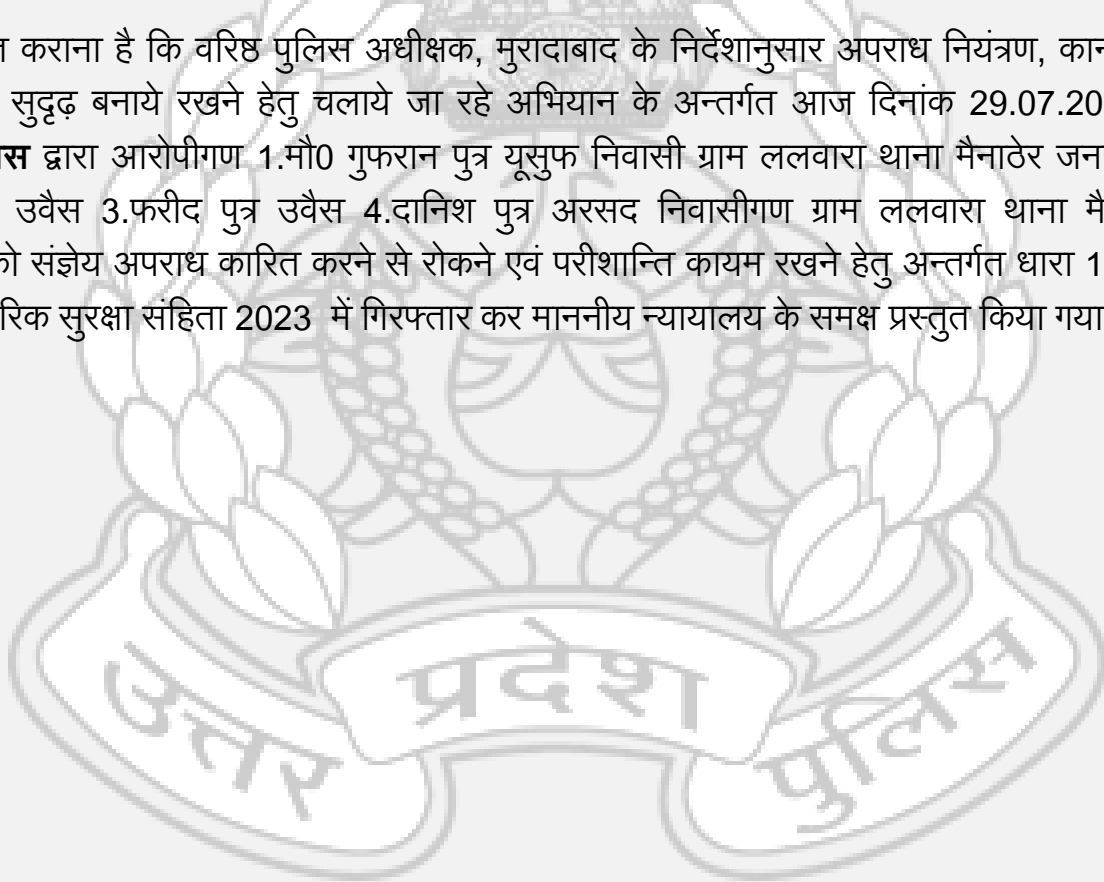 त कराना है कि वरिष्ठ पुलिस अधीक्षक, मुरादाबाद के निर्देशानुसार अपराध नियंत्रण, कान
सुदृढ़ बनाये रखने हेतु चलाये जा रहे अभियान के अन्तर्गत आज दिनांक 29.07.20
स द्वारा आरोपीगण 1.मौ0 गुफरान पुत्र यूसुफ निवासी ग्राम ललवारा थाना मैनाठेर जन
उवैस 3.फरीद पुत्र उवैस 4.दानिश पुत्र अरसद निवासीगण ग्राम ललवारा थाना मै
को संज्ञेय अपराध कारित करने से रोकने एवं परीशान्ति कायम रखने हेतु अन्तर्गत धारा 1
रिक सुरक्षा संहिता 2023 में गिरफ्तार कर माननीय न्यायालय के समक्ष प्रस्तुत किया गया
उत्तर प्रदेश पुलिस